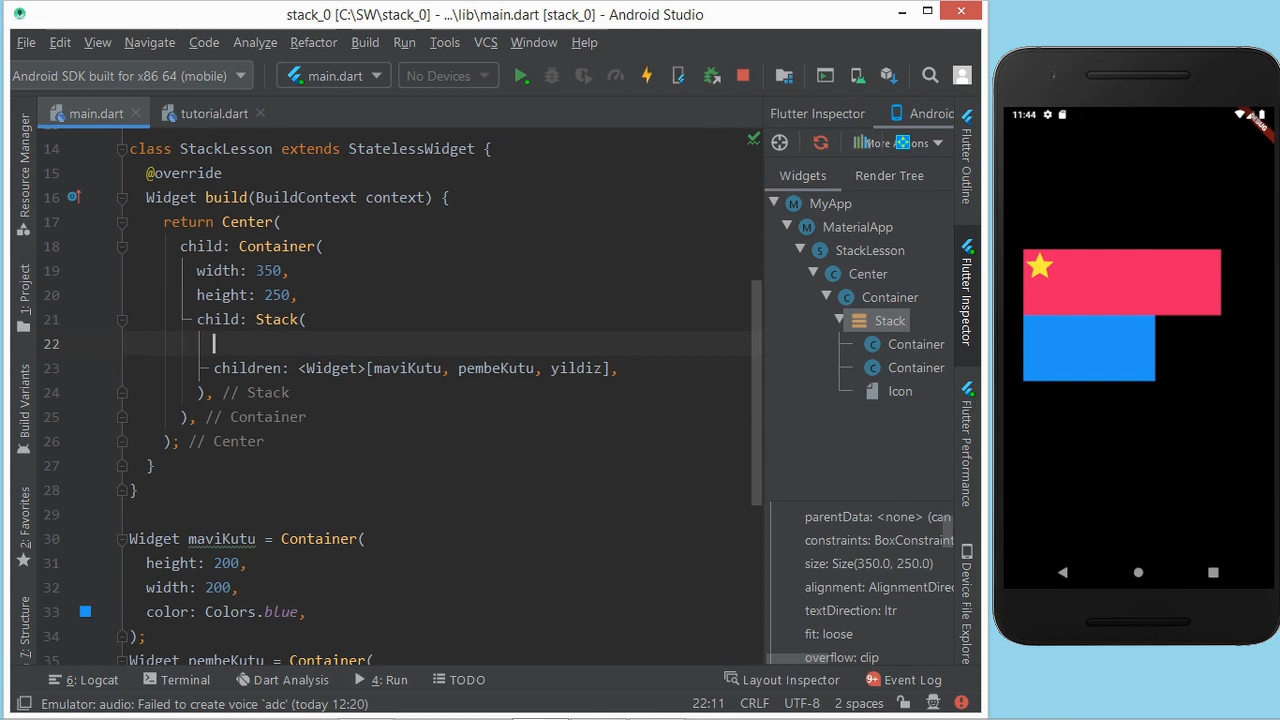 stack_0 [C:\SW\stack_0] - ...\lib\main.dart [stack_0] - Android Studio
File Edit View Navigate Code Analyze Refactor Build Run Tools VCS Window Help
Android SDK built for x86 64 (mobile) main.dart No Devices
main.dart tutorial.dart
Flutter Inspector Android
More Actions
Widgets Render Tree
14 class StackLesson extends StatelessWidget {
15 @override
16 Widget build(BuildContext context) {
17 return Center(
18 child: Container(
19 width: 350,
20 height: 250,
21 child: Stack(
22
23 children: <Widget>[maviKutu, pembeKutu, yildiz],
24 ), // Stack
25 ), // Container
26 ); // Center
27 }
28 }
29
30 Widget maviKutu = Container(
31 height: 200,
32 width: 200,
33 color: Colors.blue,
34 );
35 Widget pembeKutu = Container(
MyApp
MaterialApp
StackLesson
Center
Container
Stack
Container
Container
Icon
parentData: <none> (can
constraints: BoxConstraint
size: Size(350.0, 250.0)
alignment: AlignmentDirec
textDirection: ltr
fit: loose
overflow: clip
Resource Manager
1: Project
Build Variants
2: Favorites
7: Structure
Flutter Outline
Flutter Inspector
Flutter Performance
Device File Explorer
6: Logcat Terminal Dart Analysis 4: Run TODO Layout Inspector 9+ Event Log
Emulator: audio: Failed to create voice 'adc' (today 12:20) 22:11 CRLF UTF-8 2 spaces
11:44
DEBUG